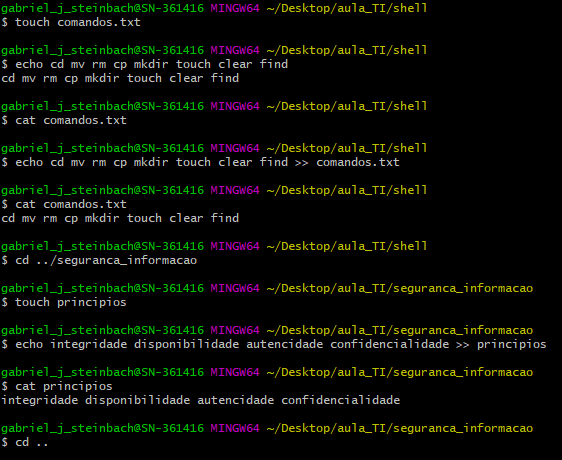 gabriel_j_steinbach@SN-361416 MINGW64 ~/Desktop/aula_TI/shell
$ touch comandos.txt
gabriel_j_steinbach@SN-361416 MINGW64 ~/Desktop/aula_TI/shell
$ echo cd mv rm cp mkdir touch clear find
cd mv rm cp mkdir touch clear find
gabriel_j_steinbach@SN-361416 MINGW64 ~/Desktop/aula_TI/shell
$ cat comandos.txt
gabriel_j_steinbach@SN-361416 MINGW64 ~/Desktop/aula_TI/shell
$ echo cd mv rm cp mkdir touch clear find >> comandos.txt
gabriel_j_steinbach@SN-361416 MINGW64 ~/Desktop/aula_TI/shell
$ cat comandos.txt
cd mv rm cp mkdir touch clear find
gabriel_j_steinbach@SN-361416 MINGW64 ~/Desktop/aula_TI/shell
$ cd ../seguranca_informacao
gabriel_j_steinbach@SN-361416 MINGW64 ~/Desktop/aula_TI/seguranca_informacao
$ touch principios
gabriel_j_steinbach@SN-361416 MINGW64 ~/Desktop/aula_TI/seguranca_informacao
$ echo integridade disponibilidade autencidade confidencialidade >> principios
gabriel_j_steinbach@SN-361416 MINGW64 ~/Desktop/aula_TI/seguranca_informacao
$ cat principios
integridade disponibilidade autencidade confidencialidade
gabriel_j_steinbach@SN-361416 MINGW64 ~/Desktop/aula_TI/seguranca_informacao
$ cd ..